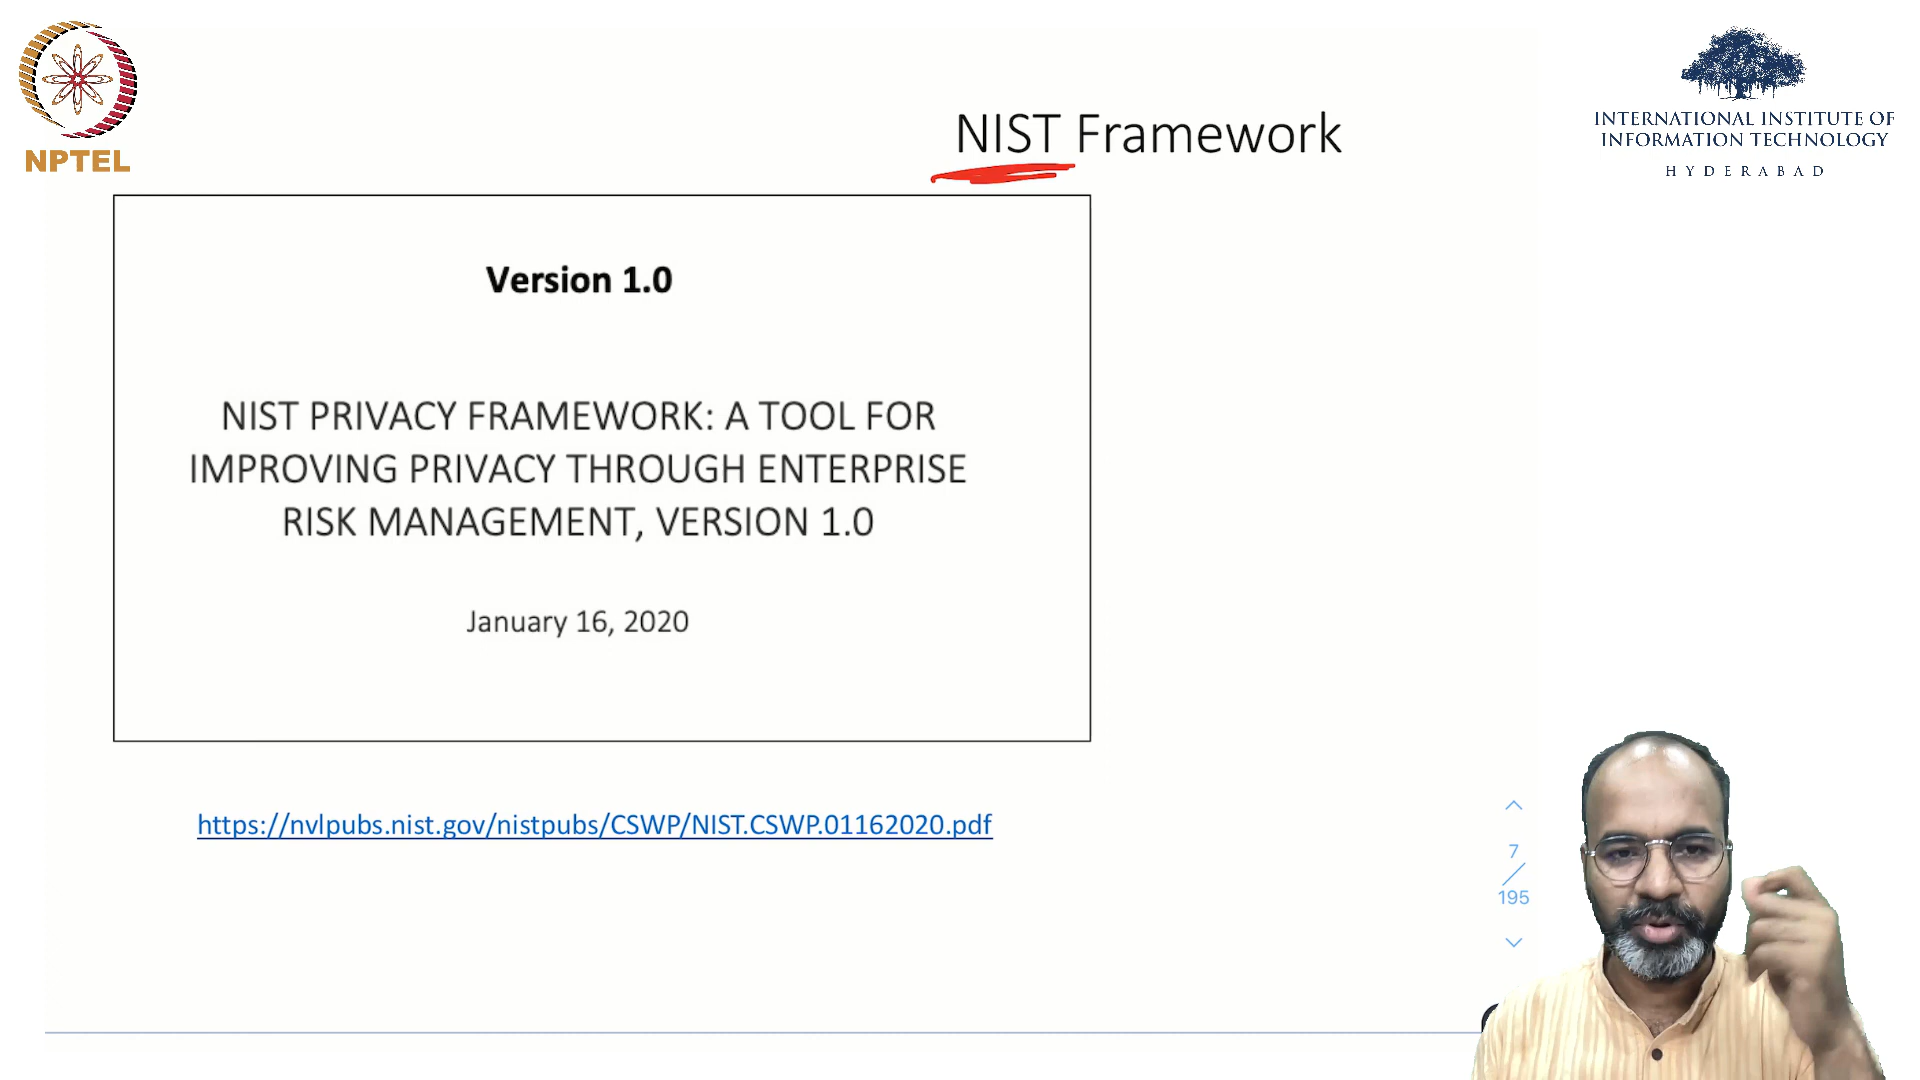 NPTEL
NIST Framework
INTERNATIONAL INSTITUTE OF
INFORMATION TECHNOLOGY
HYDERABAD
Version 1.0
NIST PRIVACY FRAMEWORK: A TOOL FOR
IMPROVING PRIVACY THROUGH ENTERPRISE
RISK MANAGEMENT, VERSION 1.0
January 16, 2020
https://nvlpubs.nist.gov/nistpubs/CSWP/NIST.CSWP.01162020.pdf
7
195